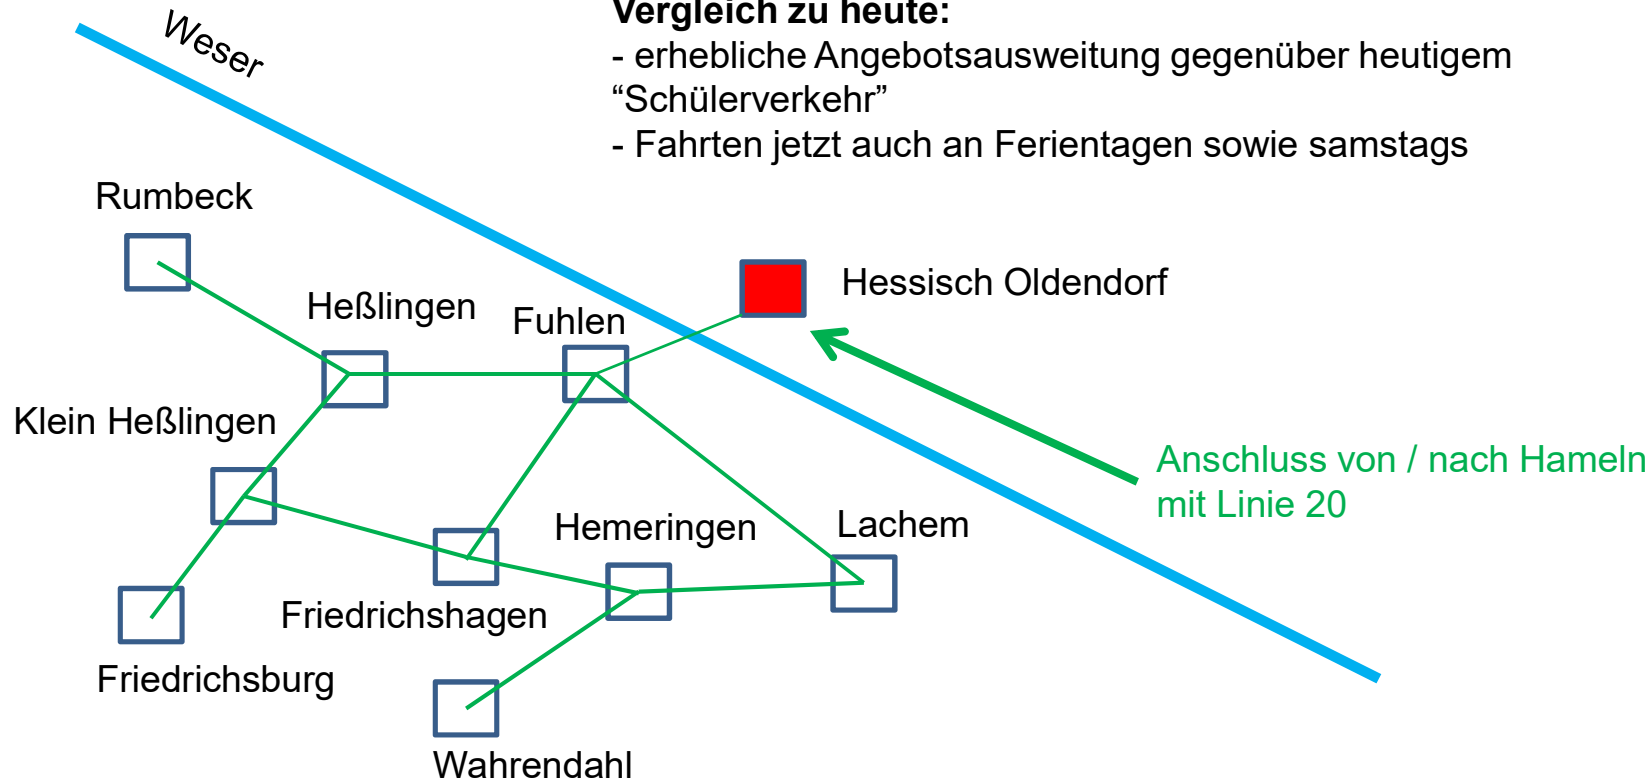 Vergleich zu heute:
Weser
- erhebliche Angebotsausweitung gegenüber heutigem
“Schülerverkehr”
- Fahrten jetzt auch an Ferientagen sowie samstags
Rumbeck
Hessisch Oldendorf
Heßlingen
Fuhlen
Klein Heßlingen
Anschluss von / nach Hameln
mit Linie 20
Hemeringen
Lachem
Friedrichshagen
Friedrichsburg
Wahrendahl